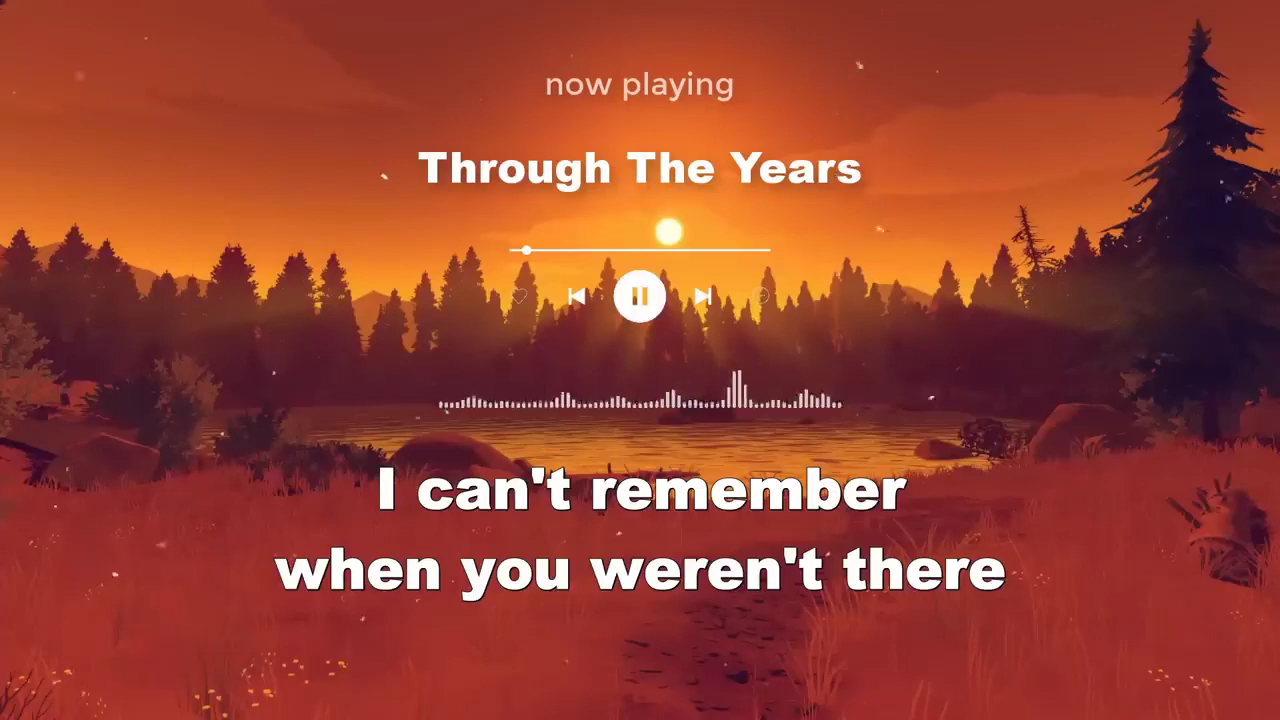 now playing
Through The Years
I can't remember
when you weren't there